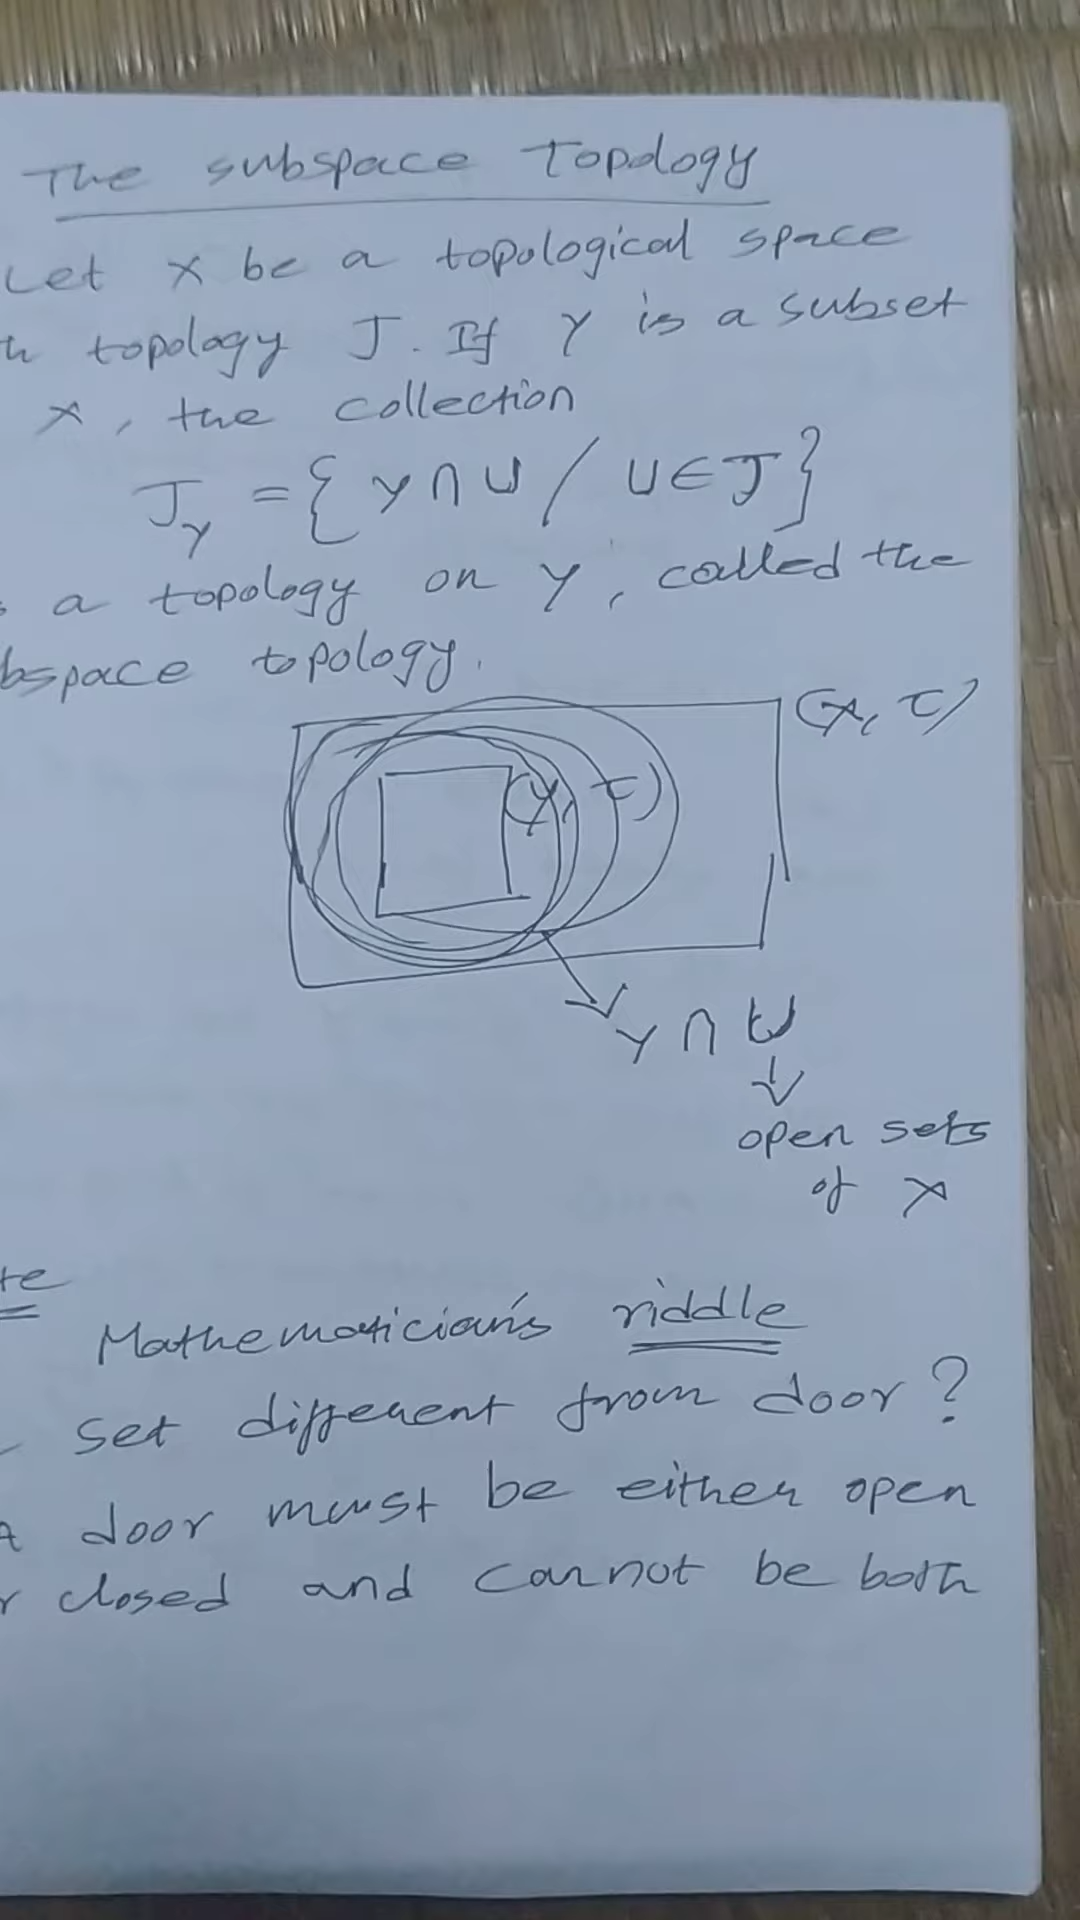 The subspace Topology
Let X be a topological space
th topology J. If Y is a subset
X, the collection
J_Y = { Y ∩ U / U ∈ J }
s a topology on Y, called the
bspace topology.
(X, τ)
(Y, τ)
Y ∩ U
↓
open sets
of X
te
Mathematician's riddle
set different from door?
A door must be either open
r closed and cannot be both